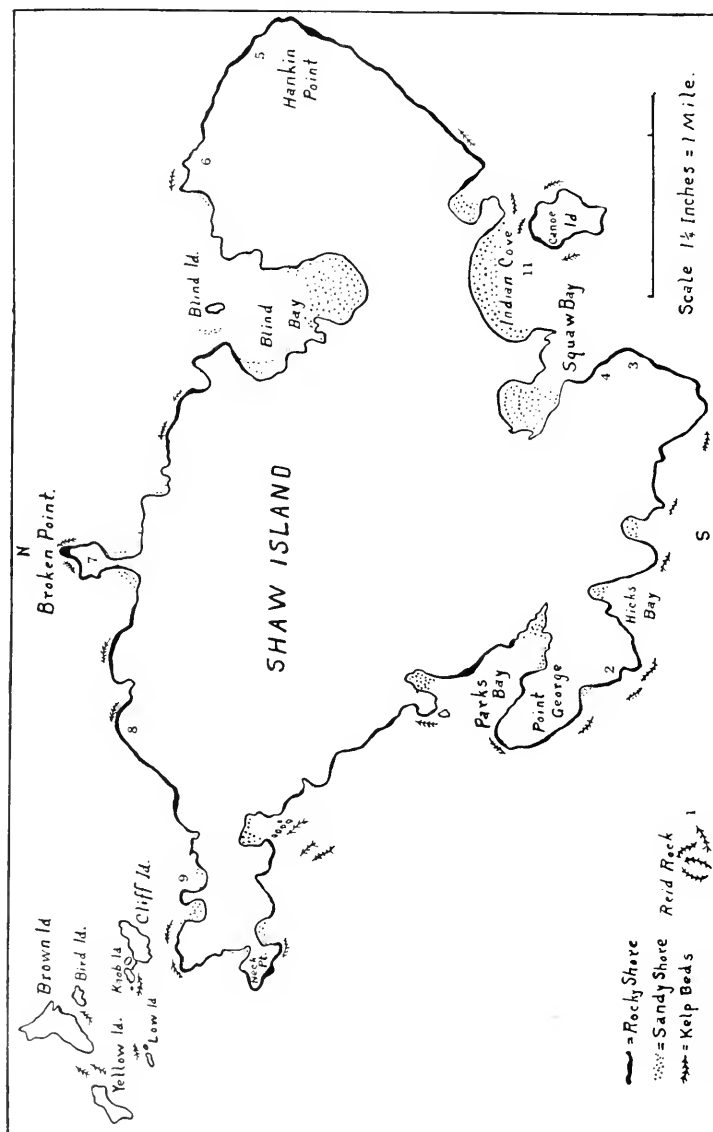 N
Broken Point.
7
8
6
5
Hankin
Point
Blind Id.
Blind
Bay
SHAW ISLAND
Brown Id
Bird Id.
Yellow Id.
Knob Id
Cliff Id.
Low Id
9
Neck
Pt.
Indian Cove
11
Canoe
Id
Squaw Bay
4
3
Parks
Bay
Point
George
2
Hicks
Bay
S
Reid Rock
1
= Rocky Shore
= Sandy Shore
= Kelp Beds
Scale 1¼ Inches = 1 Mile.